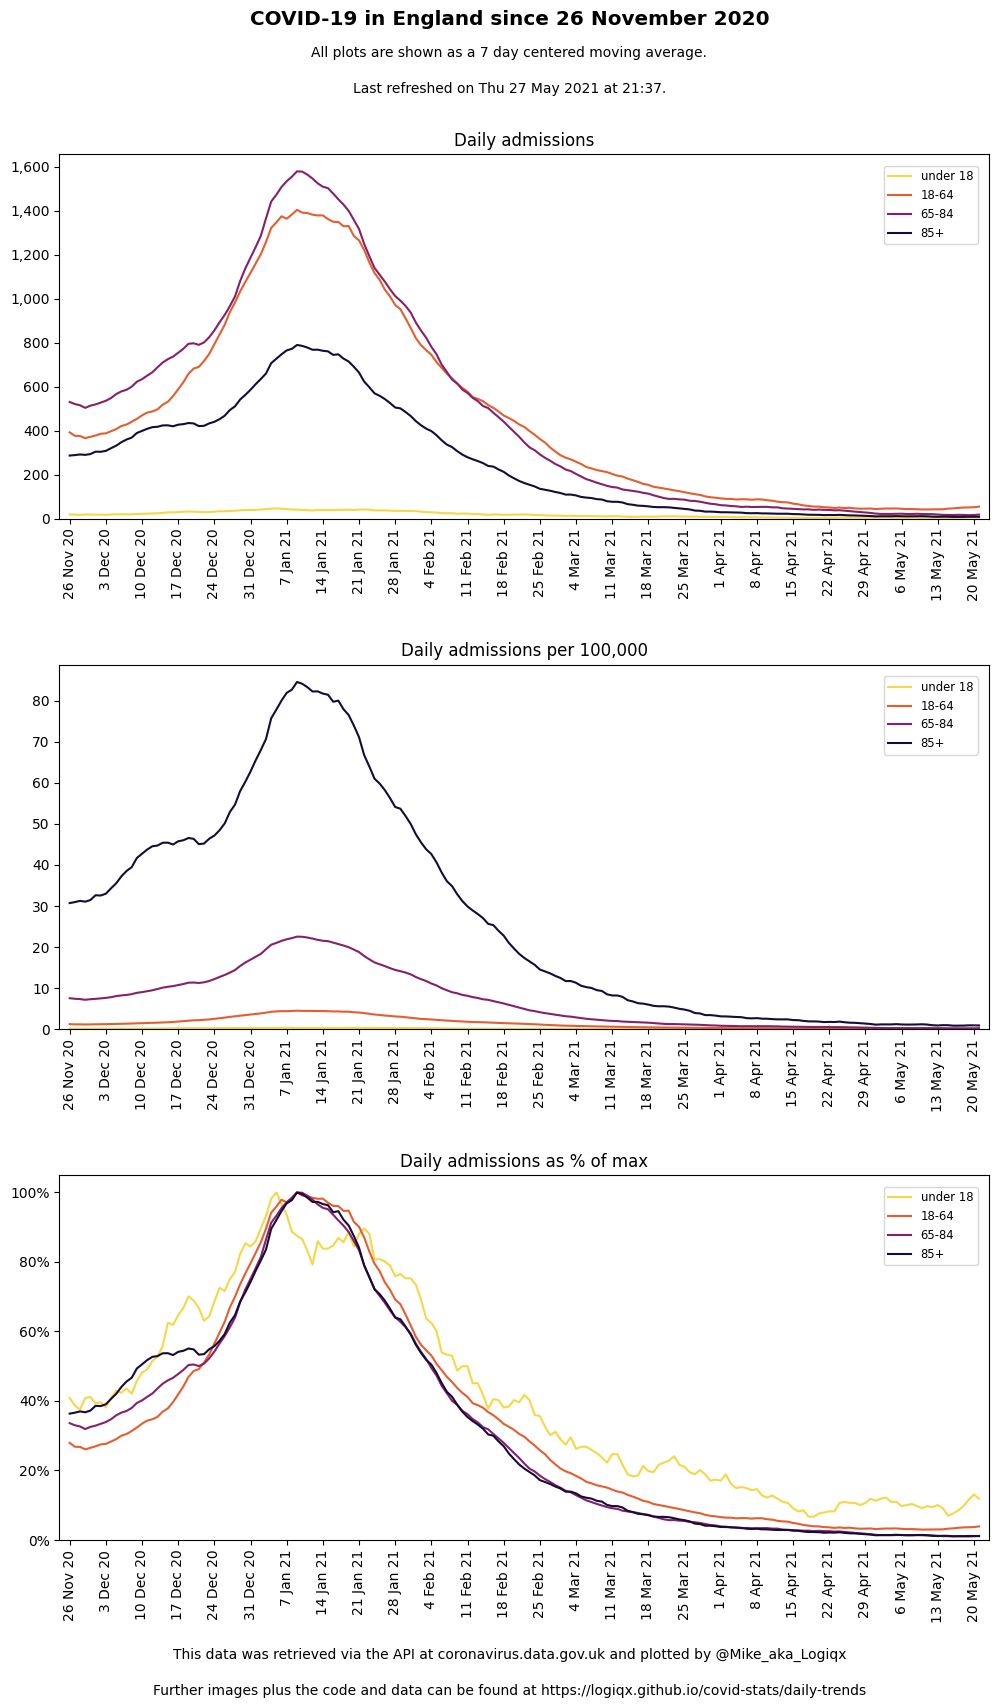 COVID-19 in England since 26 November 2020
All plots are shown as a 7 day centered moving average.
Last refreshed on Thu 27 May 2021 at 21:37.
Daily admissions
1,600
1,400
1,200
1,000
800
600
400
200
0
under 18
18-64
65-84
85+
26 Nov 20
3 Dec 20
10 Dec 20
17 Dec 20
24 Dec 20
31 Dec 20
7 Jan 21
14 Jan 21
21 Jan 21
28 Jan 21
4 Feb 21
11 Feb 21
18 Feb 21
25 Feb 21
4 Mar 21
11 Mar 21
18 Mar 21
25 Mar 21
1 Apr 21
8 Apr 21
15 Apr 21
22 Apr 21
29 Apr 21
6 May 21
13 May 21
20 May 21
Daily admissions per 100,000
80
70
60
50
40
30
20
10
0
under 18
18-64
65-84
85+
26 Nov 20
3 Dec 20
10 Dec 20
17 Dec 20
24 Dec 20
31 Dec 20
7 Jan 21
14 Jan 21
21 Jan 21
28 Jan 21
4 Feb 21
11 Feb 21
18 Feb 21
25 Feb 21
4 Mar 21
11 Mar 21
18 Mar 21
25 Mar 21
1 Apr 21
8 Apr 21
15 Apr 21
22 Apr 21
29 Apr 21
6 May 21
13 May 21
20 May 21
Daily admissions as % of max
100%
80%
60%
40%
20%
0%
under 18
18-64
65-84
85+
26 Nov 20
3 Dec 20
10 Dec 20
17 Dec 20
24 Dec 20
31 Dec 20
7 Jan 21
14 Jan 21
21 Jan 21
28 Jan 21
4 Feb 21
11 Feb 21
18 Feb 21
25 Feb 21
4 Mar 21
11 Mar 21
18 Mar 21
25 Mar 21
1 Apr 21
8 Apr 21
15 Apr 21
22 Apr 21
29 Apr 21
6 May 21
13 May 21
20 May 21
This data was retrieved via the API at coronavirus.data.gov.uk and plotted by @Mike_aka_Logiqx
Further images plus the code and data can be found at https://logiqx.github.io/covid-stats/daily-trends